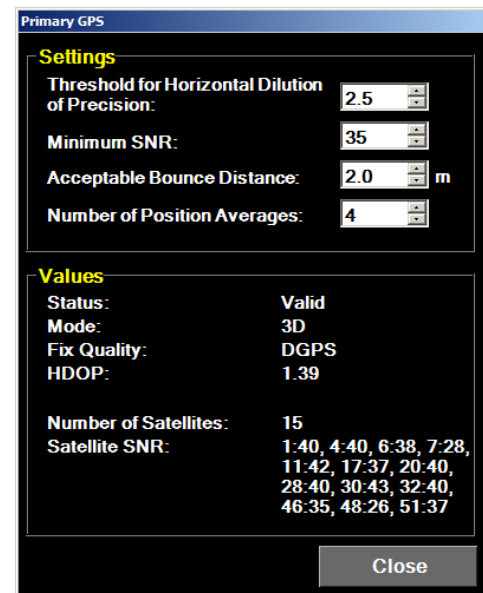 Primary GPS
Settings
Threshold for Horizontal Dilution
of Precision:
2.5
Minimum SNR:
35
Acceptable Bounce Distance:
2.0 m
Number of Position Averages:
4
Values
Status: Valid
Mode: 3D
Fix Quality: DGPS
HDOP: 1.39
Number of Satellites: 15
Satellite SNR: 1:40, 4:40, 6:38, 7:28,
11:42, 17:37, 20:40,
28:40, 30:43, 32:40,
46:35, 48:26, 51:37
Close